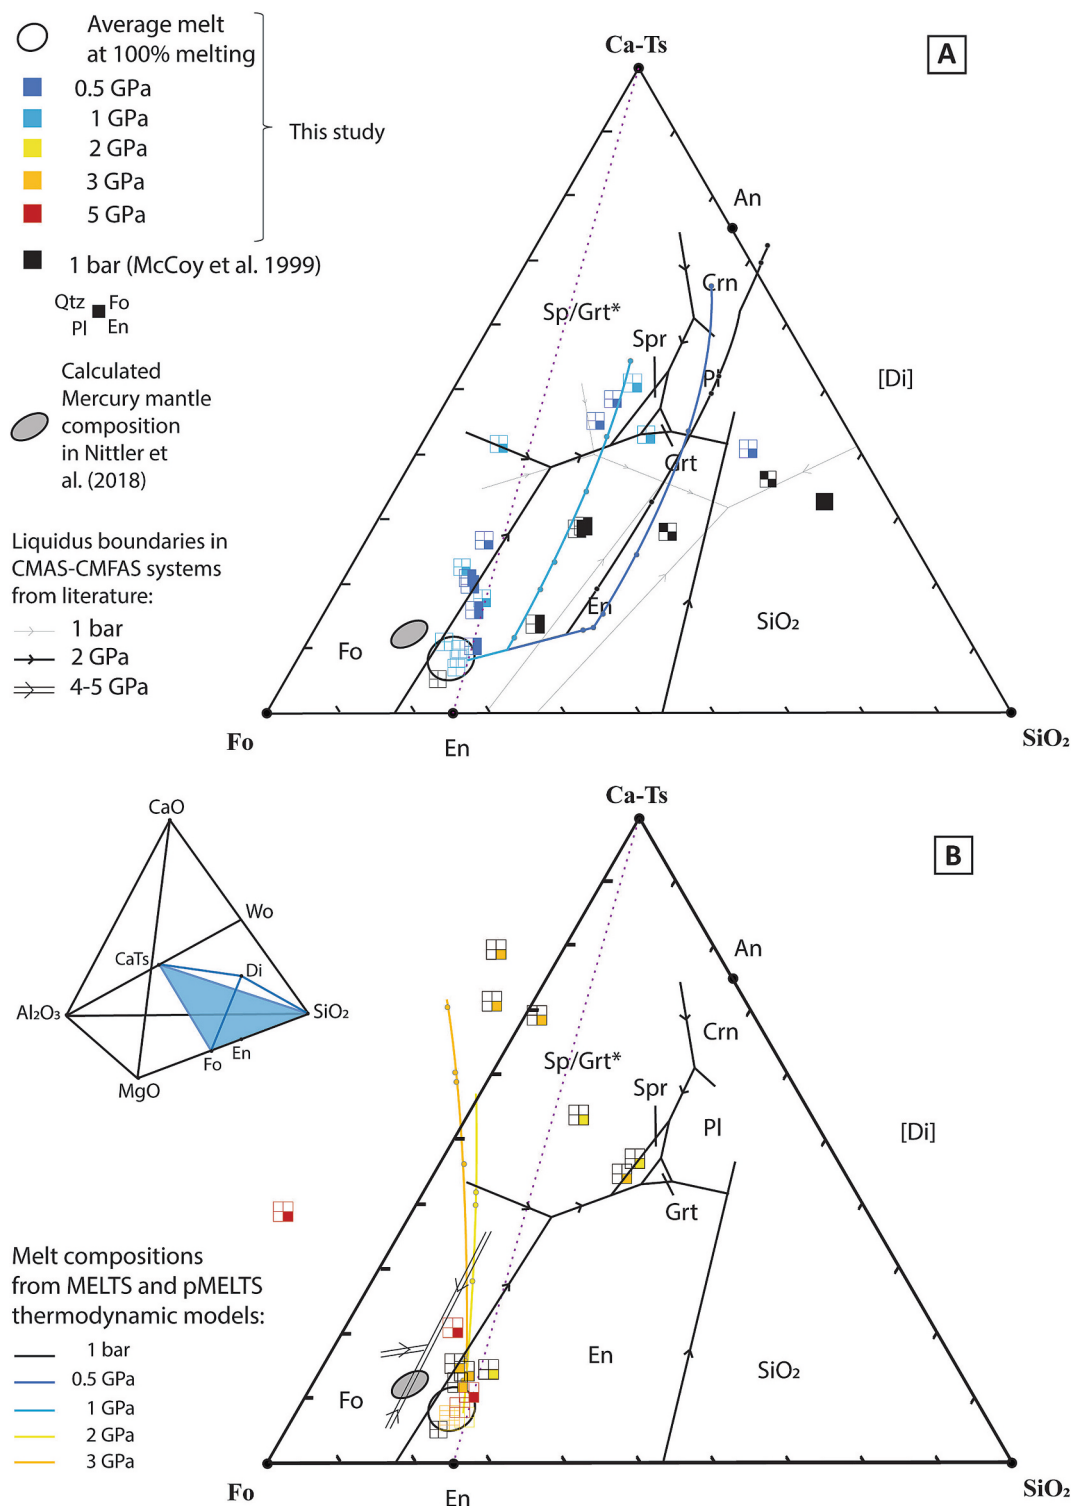 Average melt
at 100% melting
0.5 GPa
1 GPa
2 GPa
3 GPa
5 GPa
This study
1 bar (McCoy et al. 1999)
Qtz Fo
Pl En
Calculated
Mercury mantle
composition
in Nittler et
al. (2018)
Liquidus boundaries in
CMAS-CMFAS systems
from literature:
1 bar
2 GPa
4-5 GPa
A
Ca-Ts
An
Crn
Sp/Grt*
Spr
Pl
[Di]
Grt
En
SiO₂
Fo
Fo
En
SiO₂
B
Ca-Ts
An
Crn
Sp/Grt*
Spr
Pl
[Di]
Grt
En
SiO₂
Fo
Fo
En
SiO₂
CaO
Wo
CaTs
Di
Al₂O₃
SiO₂
En
Fo
MgO
Melt compositions
from MELTS and pMELTS
thermodynamic models:
1 bar
0.5 GPa
1 GPa
2 GPa
3 GPa